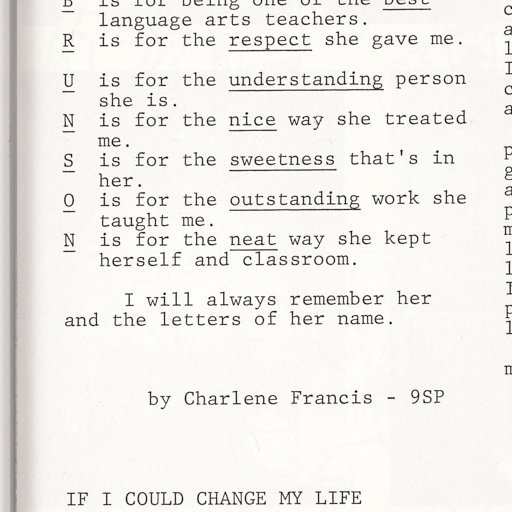 B is for being one of the best
language arts teachers.
R is for the respect she gave me.
U is for the understanding person
she is.
N is for the nice way she treated
me.
S is for the sweetness that's in
her.
O is for the outstanding work she
taught me.
N is for the neat way she kept
herself and classroom.
I will always remember her
and the letters of her name.
by Charlene Francis - 9SP
IF I COULD CHANGE MY LIFE